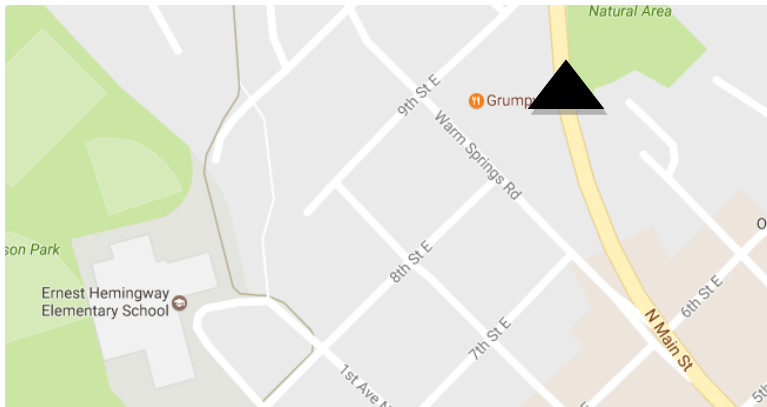 Natural Area
9th St E
Grump
Warm Springs Rd
son Park
8th St E
Ernest Hemingway
Elementary School
6th St E
N Main St
7th St E
1st Ave N
5th